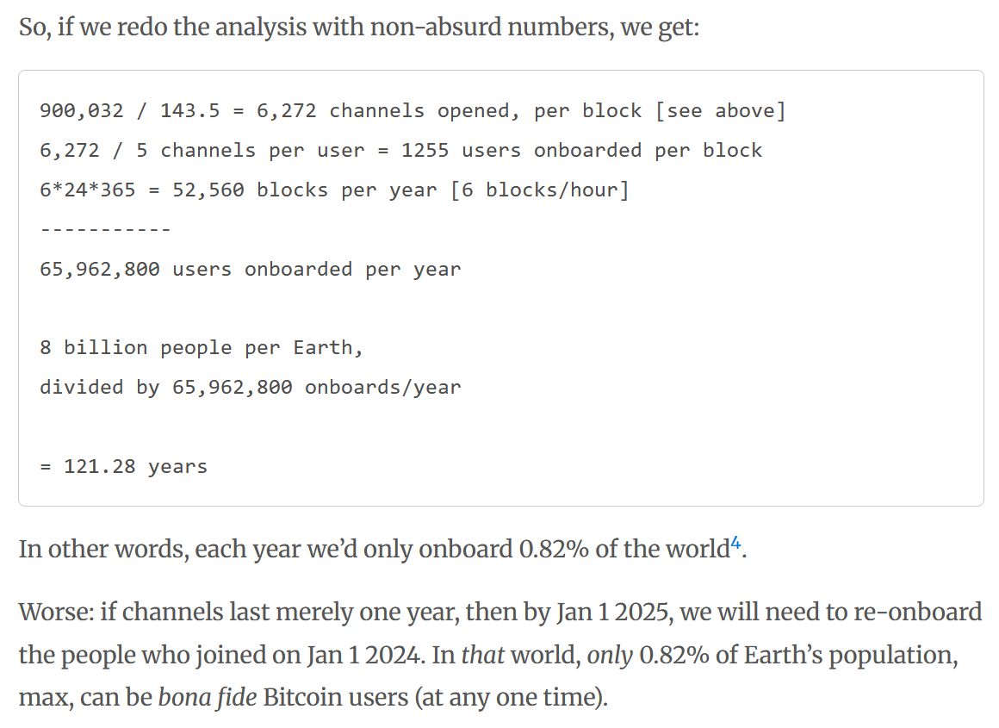 So, if we redo the analysis with non-absurd numbers, we get:
900,032 / 143.5 = 6,272 channels opened, per block [see above]
6,272 / 5 channels per user = 1255 users onboarded per block
6*24*365 = 52,560 blocks per year [6 blocks/hour]
-----------
65,962,800 users onboarded per year
8 billion people per Earth,
divided by 65,962,800 onboards/year
= 121.28 years
In other words, each year we’d only onboard 0.82% of the world4.
Worse: if channels last merely one year, then by Jan 1 2025, we will need to re-onboard
the people who joined on Jan 1 2024. In that world, only 0.82% of Earth’s population,
max, can be bona fide Bitcoin users (at any one time).